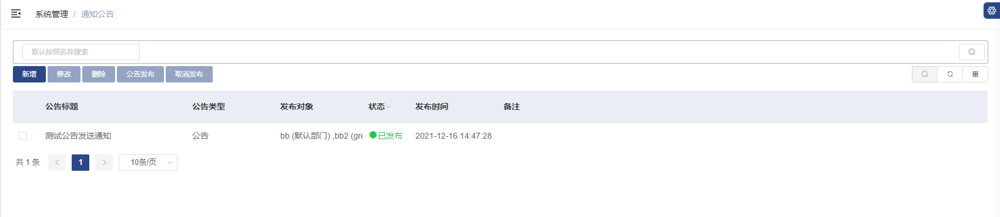 系统管理 / 通知公告
默认按照名称搜索
新增 修改 删除 公告发布 取消发布
公告标题 公告类型 发布对象 状态 发布时间 备注
测试公告发送通知 公告 bb (默认部门) ,bb2 (gre 已发布 2021-12-16 14:47:28
共 1 条 1 10条/页